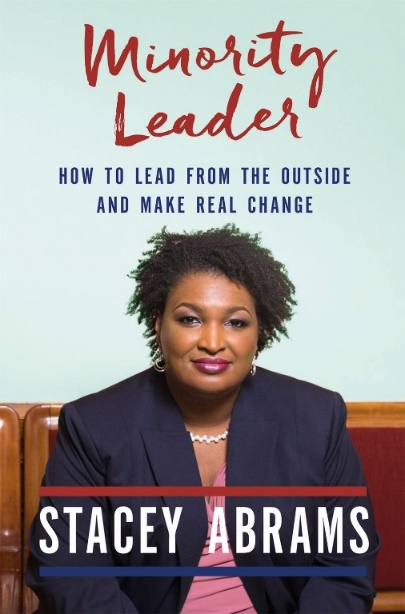 Minority
Leader
HOW TO LEAD FROM THE OUTSIDE
AND MAKE REAL CHANGE
STACEY ABRAMS